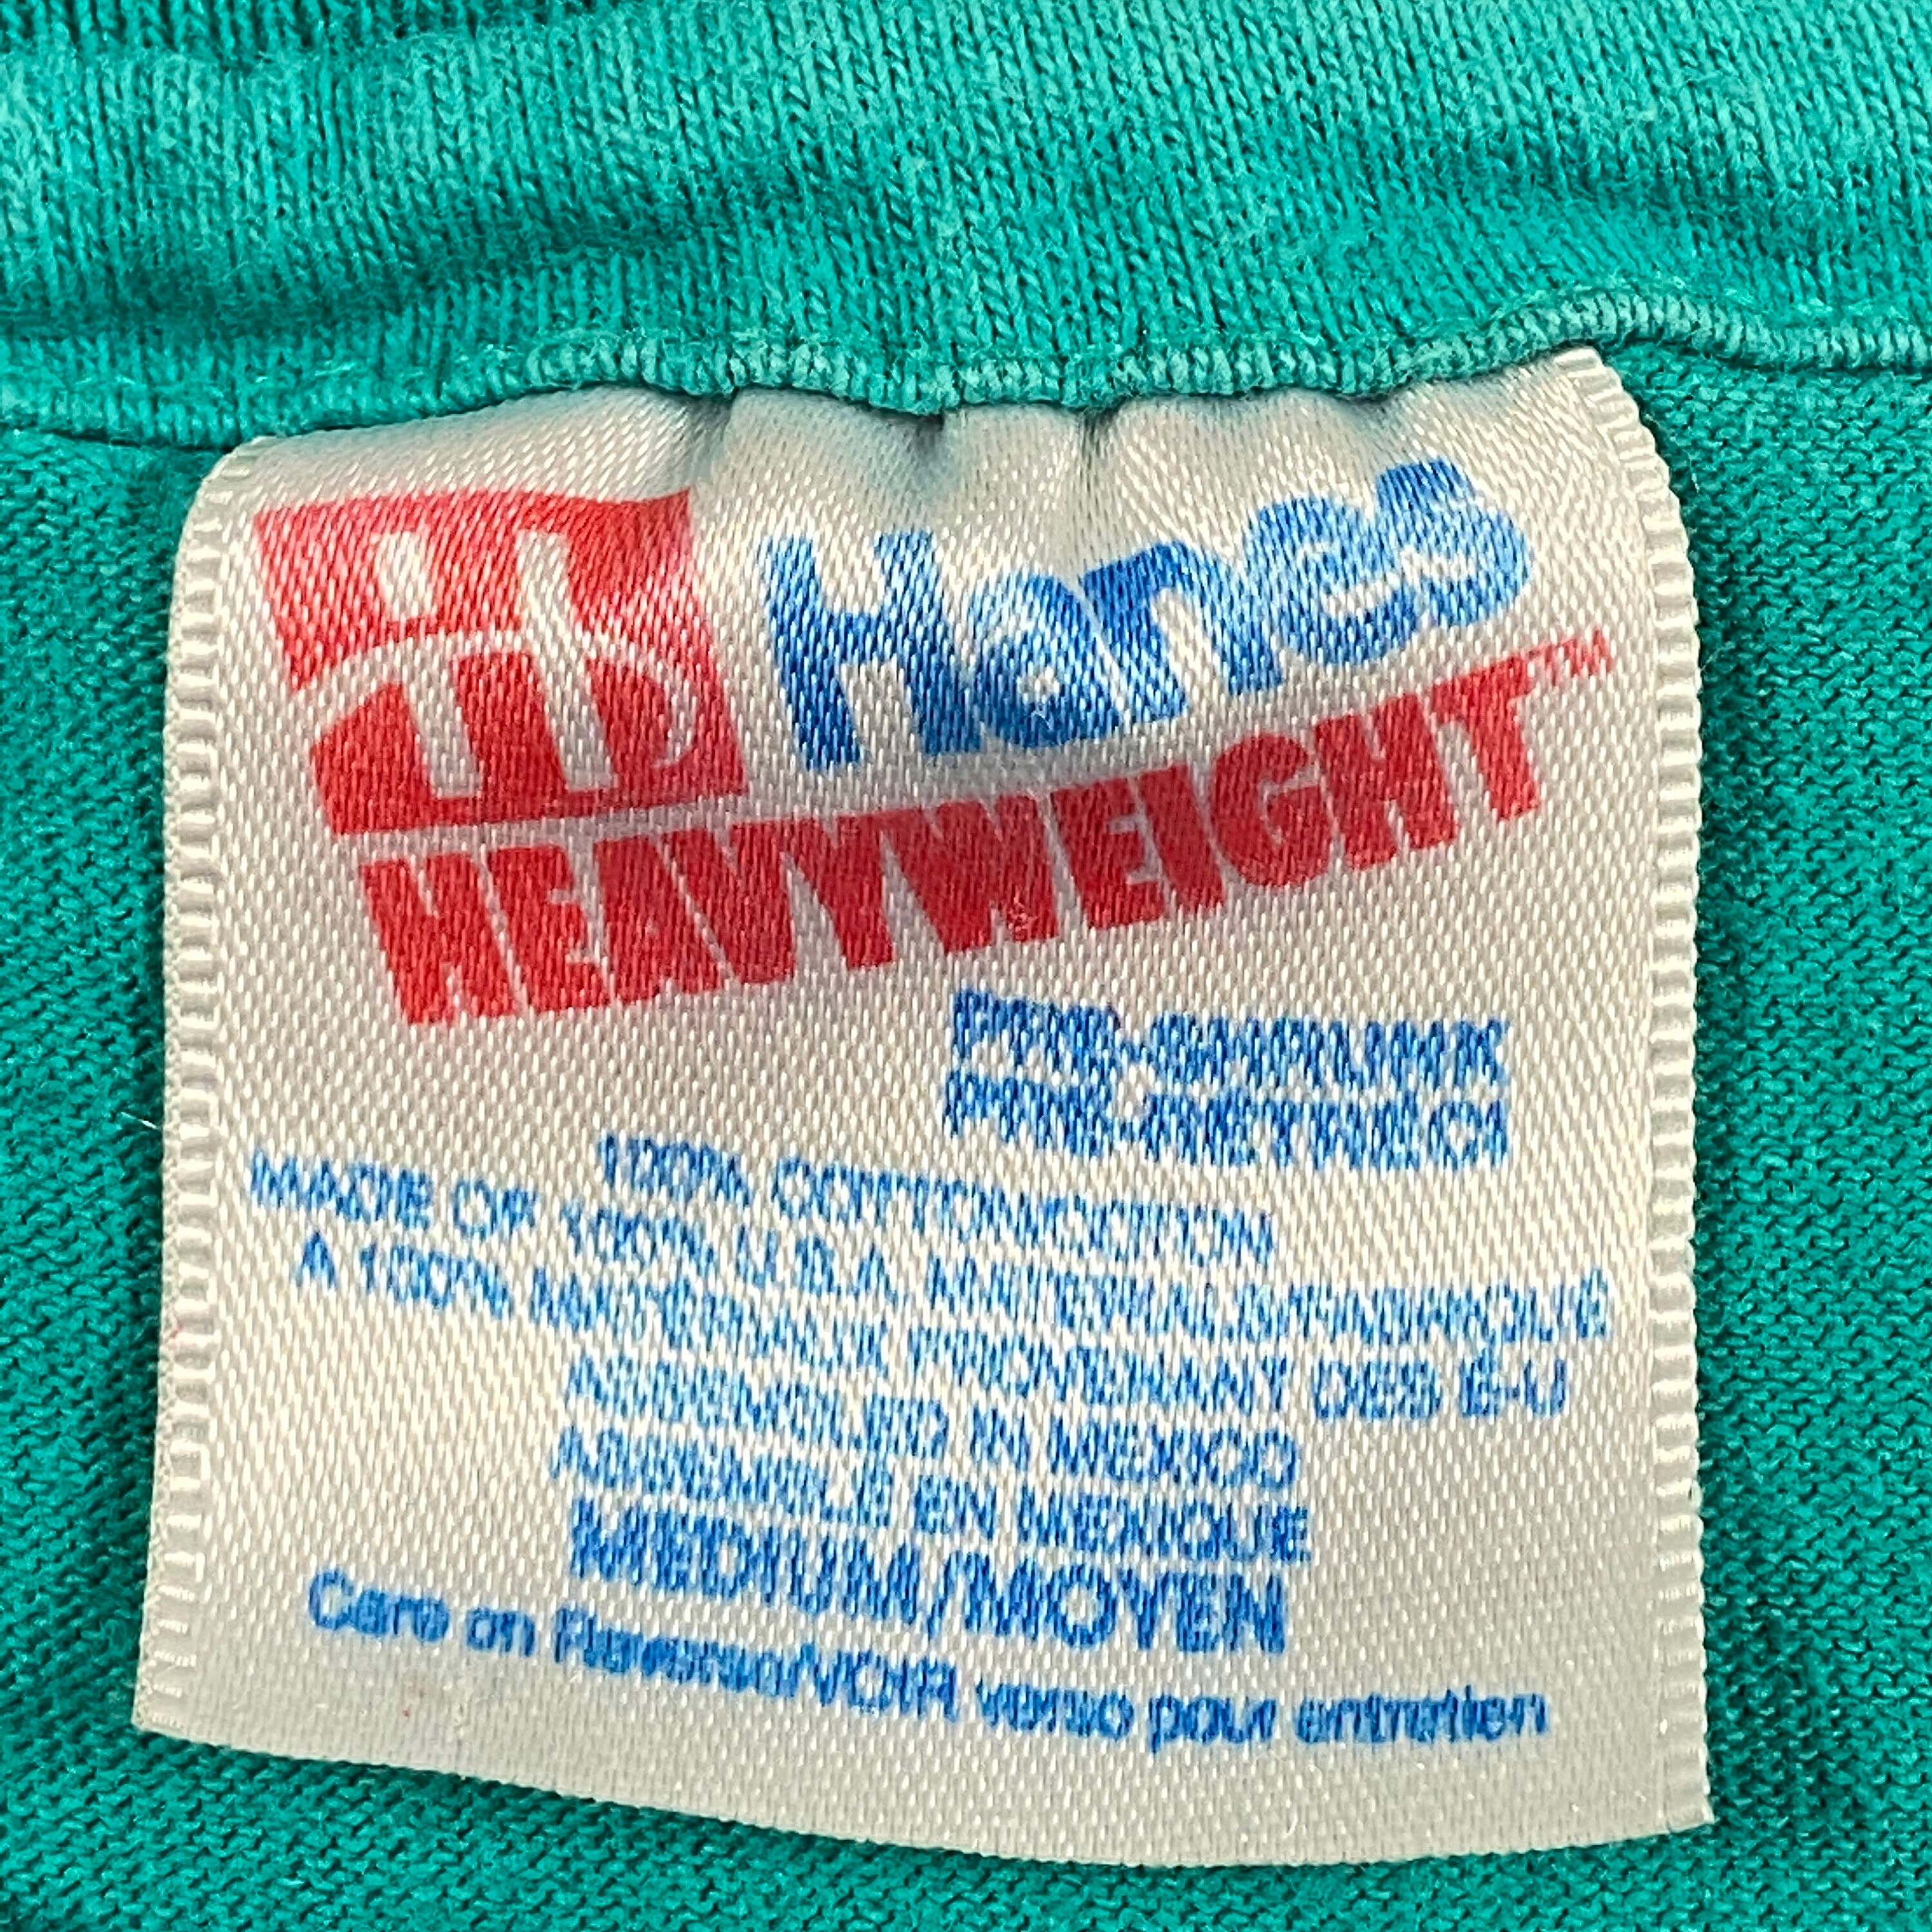 Hanes
HEAVYWEIGHT™
PRE-SHRUNK
PRE-RETRECI
100% COTTON/COTON
MADE OF 100% U.S.A. MATERIALS/FABRIQUÉ
A 100% MATERIAUX PROVENANT DES É-U
ASSEMBLED IN MEXICO
ASSEMBLE EN MEXIQUE
MEDIUM/MOYEN
Care on Reverse/VOIR verso pour entretien